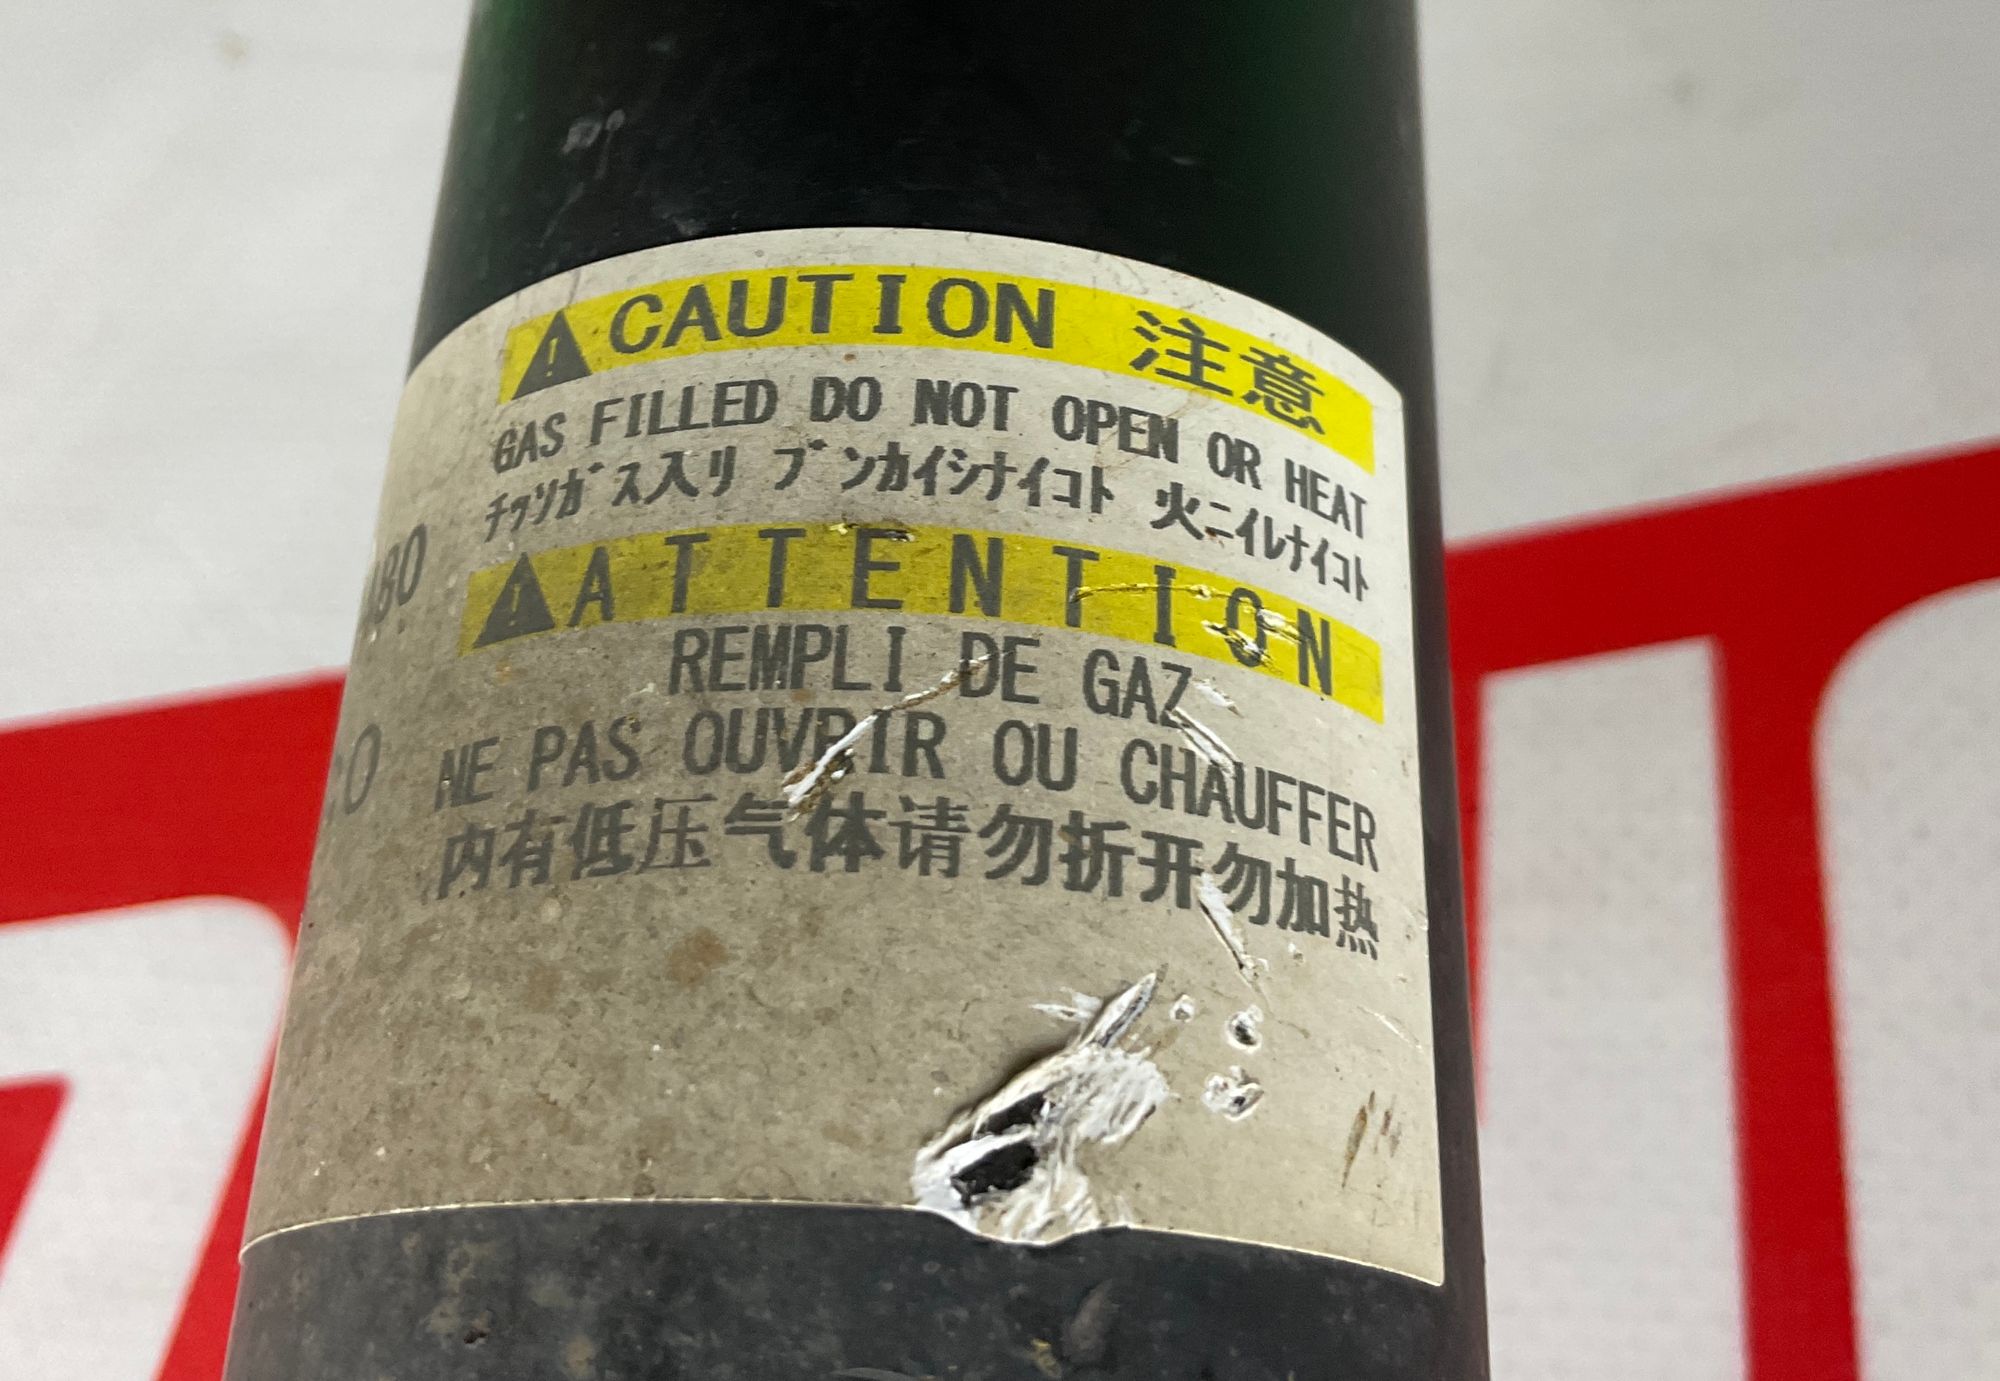 CAUTION 注意
GAS FILLED DO NOT OPEN OR HEAT
ﾁｯｿｶﾞｽ入リ ﾌﾞﾝｶｲｼﾅｲｺﾄ 火ﾆｲﾚﾅｲｺﾄ
ATTENTION
REMPLI DE GAZ
NE PAS OUVRIR OU CHAUFFER
内有低压气体请勿折开勿加热